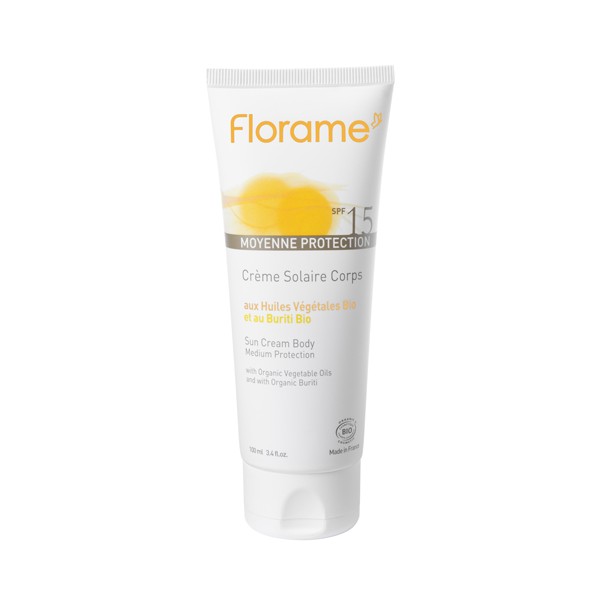 Florame
SPF 15
MOYENNE PROTECTION
Crème Solaire Corps
aux Huiles Végétales Bio
et au Buriti Bio
Sun Cream Body
Medium Protection
with Organic Vegetable Oils
and with Organic Buriti
BIO
100 ml 3.4 fl.oz.
Made in France